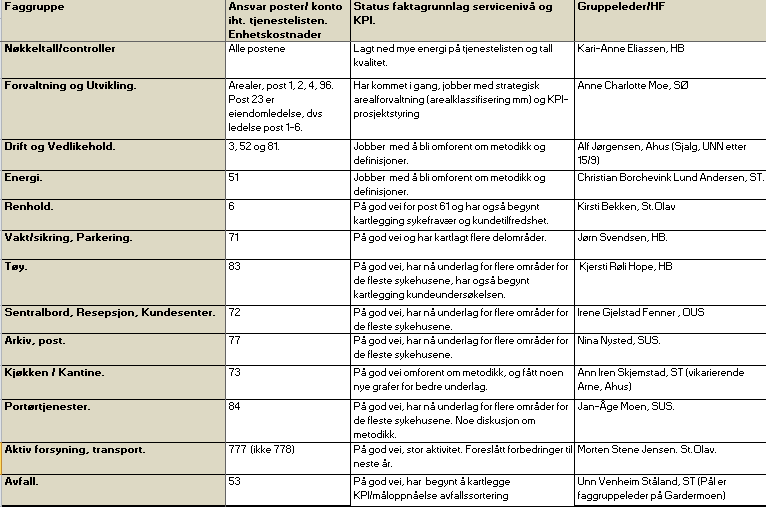 Faggruppe
Ansvar poster/ konto
iht. tjenestelisten.
Enhetskostnader
Status faktagrunnlag servicenivå og
KPI.
Gruppeleder/HF
Nøkkeltall/controller
Alle postene
Lagt ned mye energi på tjenestelisten og tall
kvalitet.
Kari-Anne Eliassen, HB
Forvaltning og Utvikling.
Arealer, post 1, 2, 4, 96.
Post 23 er
eiendomledelse, dvs
ledelse post 1-6.
Har kommet i gang, jobber med strategisk
arealforvaltning (arealklassifisering mm) og KPI-
prosjektstyring
Anne Charlotte Moe, SØ
Drift og Vedlikehold.
3, 52 og 81.
Jobber med å bli omforent om metodikk og
definisjoner.
Alf Jørgensen, Ahus (Sjalg, UNN etter
15/9)
Energi.
51
Jobber med å bli omforent om metodikk og
definisjoner.
Christian Borchevink Lund Andersen, ST.
Renhold.
6
På god vei for post 61 og har også begynt
kartlegging sykefravær og kundetilfredshet.
Kirsti Bekken, St.Olav
Vakt/sikring, Parkering.
71
På god vei og har kartlagt flere delområder.
Jørn Svendsen, HB.
Tøy.
83
På god vei, har nå underlag for flere områder for
de fleste sykehusene, har også begynt
kartlegging kundeundersøkelsen.
Kjersti Røli Hope, HB
Sentralbord, Resepsjon, Kundesenter.
72
På god vei, har nå underlag for flere områder for
de fleste sykehusene.
Irene Gjelstad Fenner , OUS
Arkiv, post.
77
På god vei, har nå underlag for flere områder for
de fleste sykehusene.
Nina Nysted, SUS.
Kjøkken / Kantine.
73
På god vei omforent om metodikk, og fått noen
nye grafer for bedre underlag.
Ann Iren Skjemstad, ST (vikarierende
Arne, Ahus)
Portørtjenester.
84
På god vei, har nå underlag for flere områder for
de fleste sykehusene. Noe diskusjon om
metodikk.
Jan-Åge Moen, SUS.
Aktiv forsyning, transport.
777 (ikke 778)
På god vei, stor aktivitet. Foreslått forbedringer til
neste år.
Morten Stene Jensen. St.Olav.
Avfall.
53
På god vei, har begynt å kartlegge
KPI/måloppnåelse avfallssortering
Unn Venheim Ståland, ST (Pål er
faggruppeleder på Gardermoen)